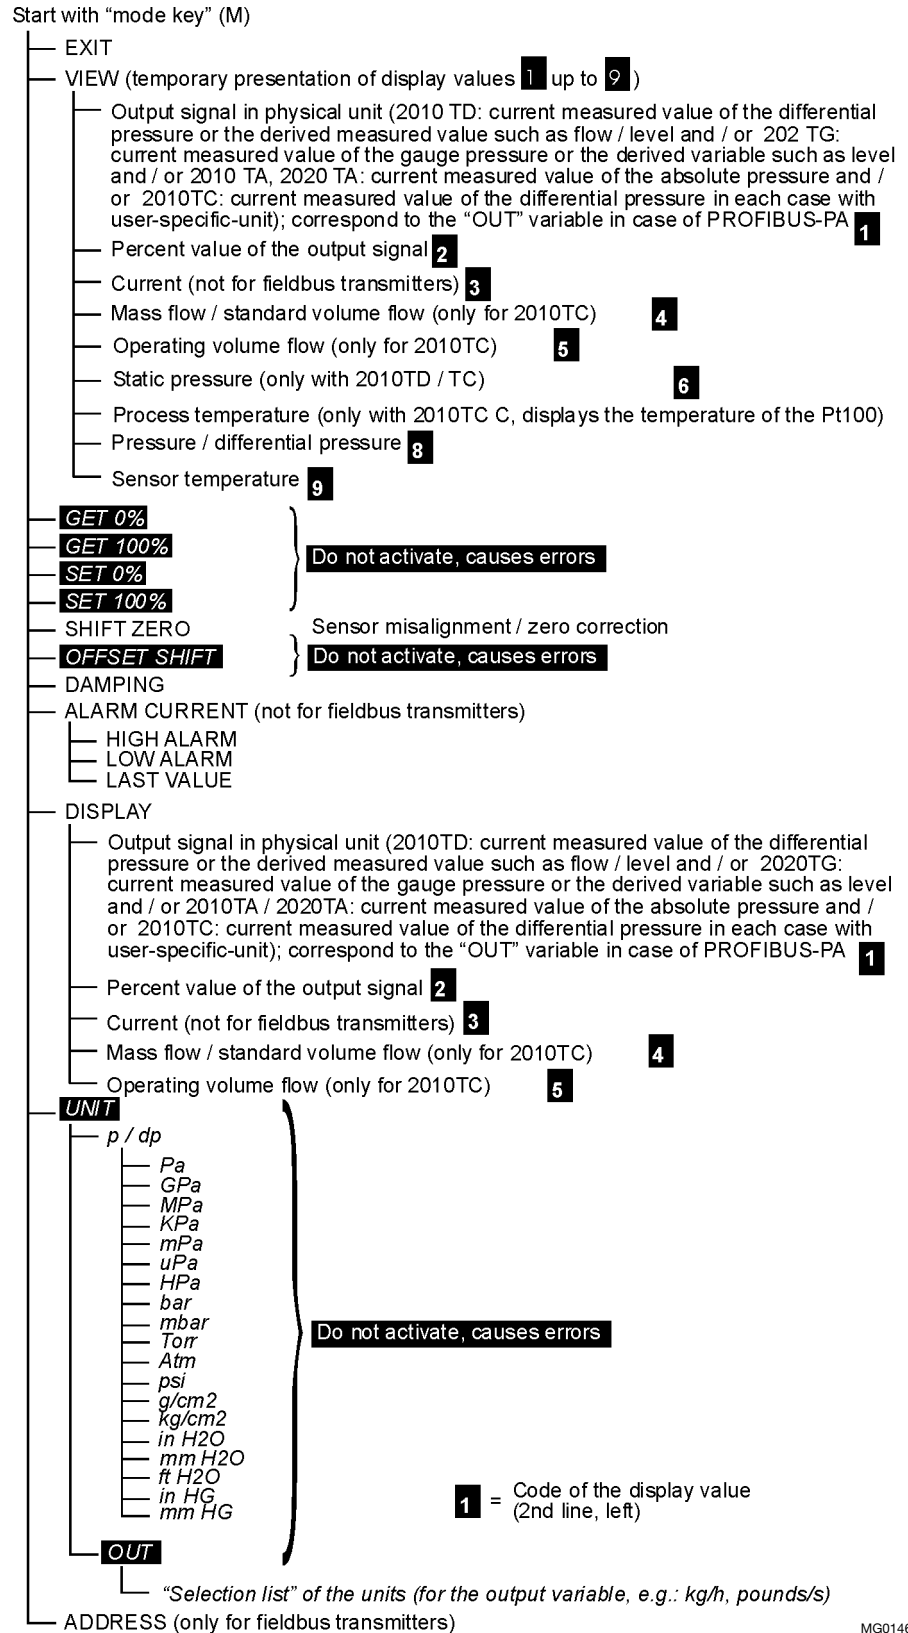 Start with “mode key” (M)
EXIT
VIEW (temporary presentation of display values 1 up to 9 )
Output signal in physical unit (2010 TD: current measured value of the differential
pressure or the derived measured value such as flow / level and / or 202 TG:
current measured value of the gauge pressure or the derived variable such as level
and / or 2010 TA, 2020 TA: current measured value of the absolute pressure and /
or 2010TC: current measured value of the differential pressure in each case with
user-specific-unit); correspond to the “OUT” variable in case of PROFIBUS-PA 1
Percent value of the output signal 2
Current (not for fieldbus transmitters) 3
Mass flow / standard volume flow (only for 2010TC) 4
Operating volume flow (only for 2010TC) 5
Static pressure (only with 2010TD / TC) 6
Process temperature (only with 2010TC C, displays the temperature of the Pt100)
Pressure / differential pressure 8
Sensor temperature 9
GET 0%
GET 100%
Do not activate, causes errors
SET 0%
SET 100%
SHIFT ZERO Sensor misalignment / zero correction
OFFSET SHIFT Do not activate, causes errors
DAMPING
ALARM CURRENT (not for fieldbus transmitters)
HIGH ALARM
LOW ALARM
LAST VALUE
DISPLAY
Output signal in physical unit (2010TD: current measured value of the differential
pressure or the derived measured value such as flow / level and / or 2020TG:
current measured value of the gauge pressure or the derived variable such as level
and / or 2010TA / 2020TA: current measured value of the absolute pressure and /
or 2010TC: current measured value of the differential pressure in each case with
user-specific-unit); correspond to the “OUT” variable in case of PROFIBUS-PA 1
Percent value of the output signal 2
Current (not for fieldbus transmitters) 3
Mass flow / standard volume flow (only for 2010TC) 4
Operating volume flow (only for 2010TC) 5
UNIT
p / dp
Pa
GPa
MPa
KPa
mPa
uPa
HPa
bar
mbar
Do not activate, causes errors
Torr
Atm
psi
g/cm2
kg/cm2
in H2O
mm H2O
ft H2O
in HG
mm HG
1 = Code of the display value
(2nd line, left)
OUT
“Selection list” of the units (for the output variable, e.g.: kg/h, pounds/s)
ADDRESS (only for fieldbus transmitters)
MG0146